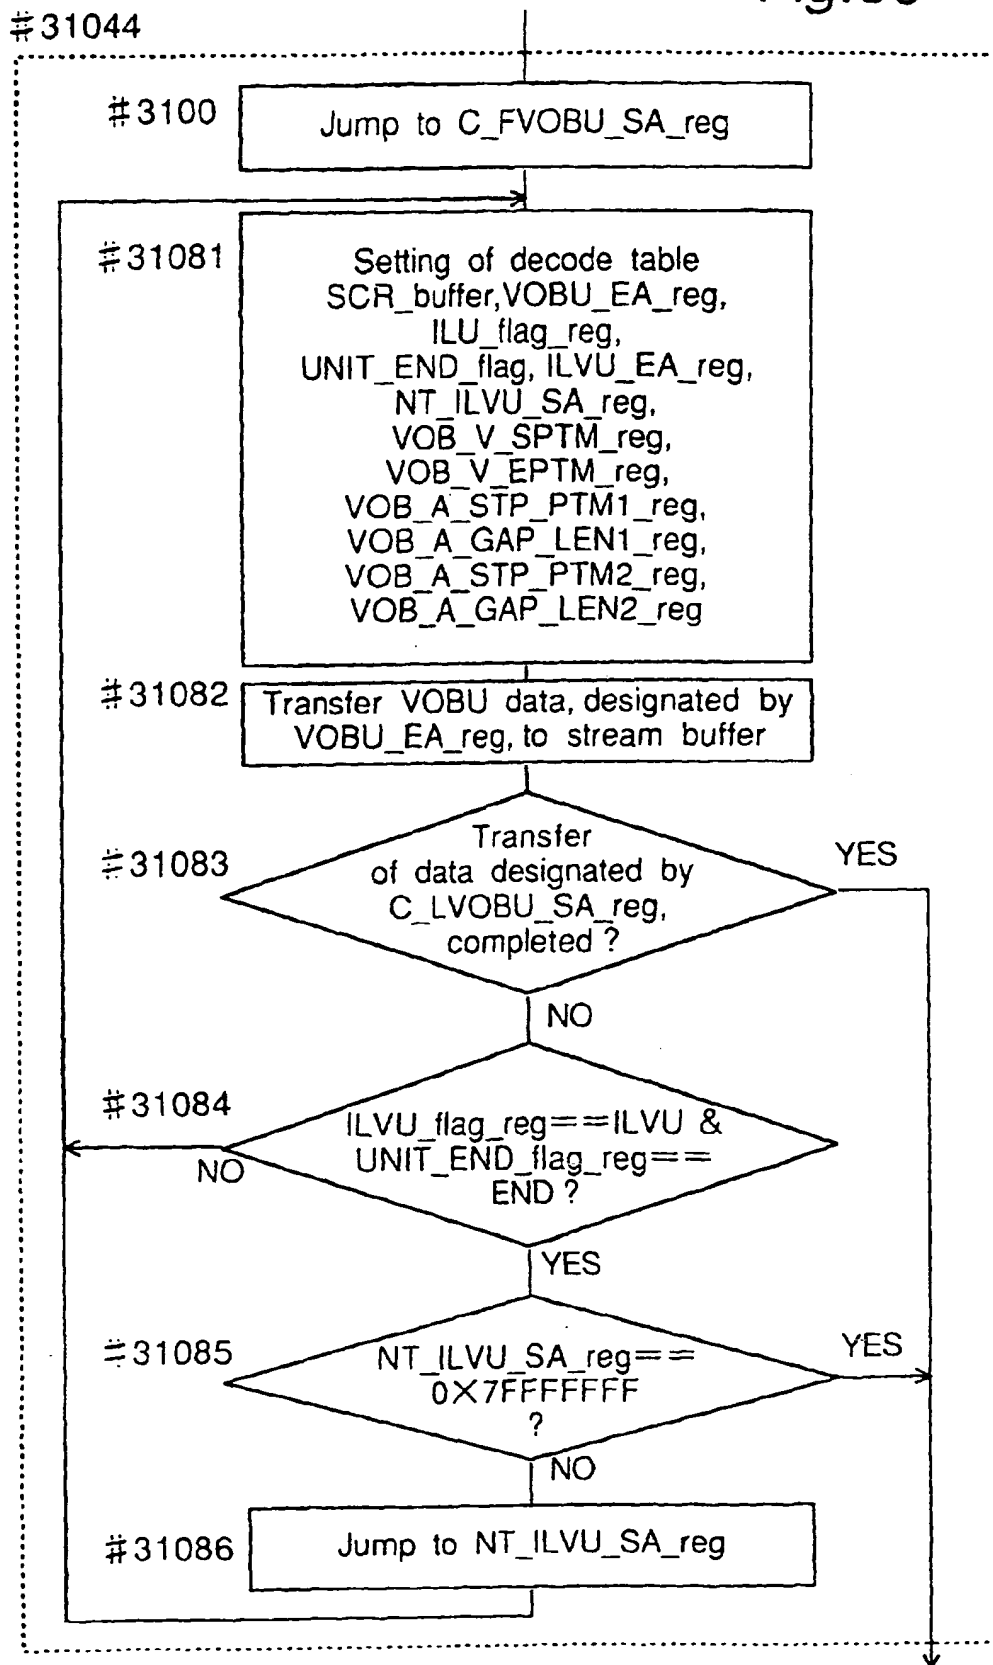 #31044
#3100
Jump to C_FVOBU_SA_reg
#31081
Setting of decode table
SCR_buffer,VOBU_EA_reg,
ILU_flag_reg,
UNIT_END_flag, ILVU_EA_reg,
NT_ILVU_SA_reg,
VOB_V_SPTM_reg,
VOB_V_EPTM_reg,
VOB_A_STP_PTM1_reg,
VOB_A_GAP_LEN1_reg,
VOB_A_STP_PTM2_reg,
VOB_A_GAP_LEN2_reg
#31082
Transfer VOBU data, designated by
VOBU_EA_reg, to stream buffer
#31083
Transfer
of data designated by
C_LVOBU_SA_reg,
completed ?
YES
NO
#31084
ILVU_flag_reg==ILVU &
UNIT_END_flag_reg==
END ?
NO
YES
#31085
NT_ILVU_SA_reg==
0X7FFFFFFF
?
YES
NO
#31086
Jump to NT_ILVU_SA_reg